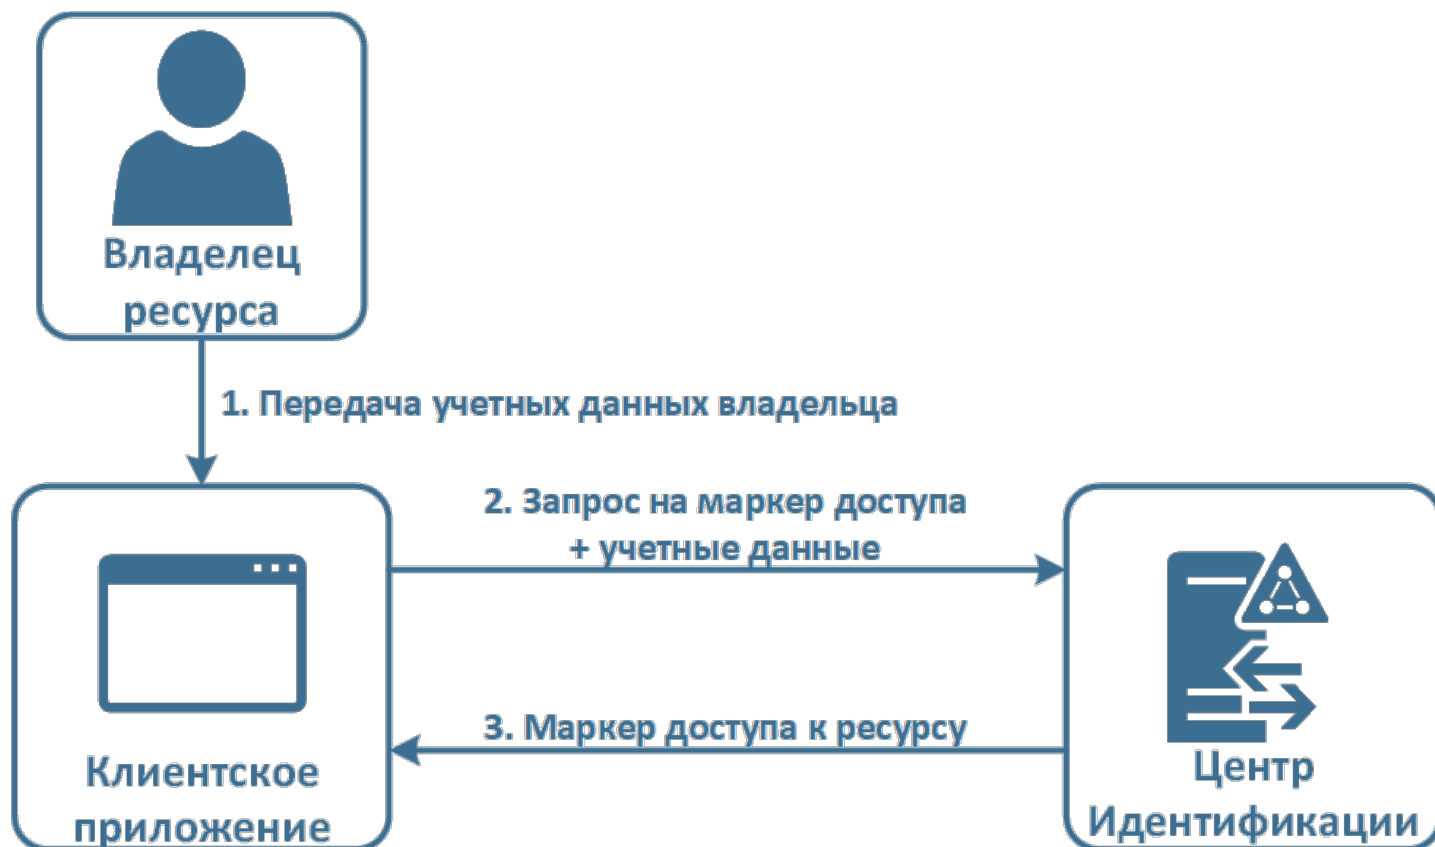 Владелец
ресурса
1. Передача учетных данных владельца
2. Запрос на маркер доступа
+ учетные данные
3. Маркер доступа к ресурсу
Клиентское
приложение
Центр
Идентификации